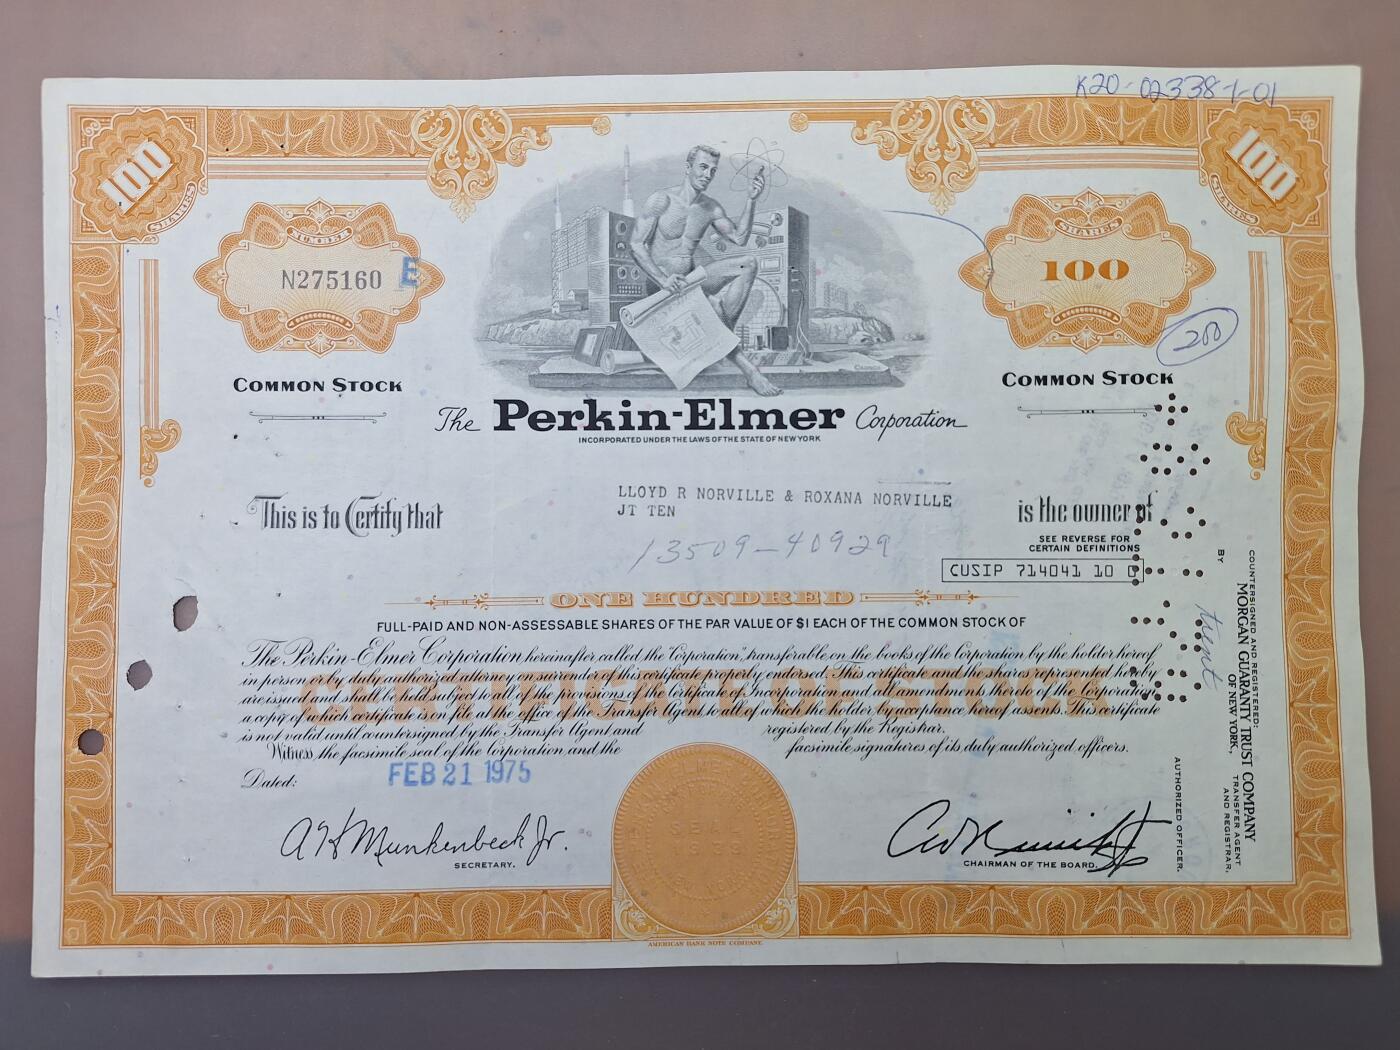 K20-02338-1-01
100
SHARES
100
SHARES
NUMBER
N275160 E
SHARES
100
200
COMMON STOCK
COMMON STOCK
The Perkin-Elmer Corporation
INCORPORATED UNDER THE LAWS OF THE STATE OF NEW YORK
This is to Certify that
LLOYD R NORVILLE & ROXANA NORVILLE
JT TEN
is the owner of
13509-40929
SEE REVERSE FOR
CERTAIN DEFINITIONS
CUSIP 714041 10 0
ONE HUNDRED
FULL-PAID AND NON-ASSESSABLE SHARES OF THE PAR VALUE OF $1 EACH OF THE COMMON STOCK OF
The Perkin-Elmer Corporation, hereinafter called the "Corporation", transferable on the books of the Corporation by the holder hereof
in person or by duly authorized attorney on surrender of this certificate properly endorsed. This certificate and the shares represented hereby
are issued and shall be held subject to all of the provisions of the Certificate of Incorporation and all amendments thereto of the Corporation,
a copy of which certificate is on file at the office of the Transfer Agent, to all of which the holder by acceptance hereof assents. This certificate
is not valid until countersigned by the Transfer Agent and registered by the Registrar.
Witness, the facsimile seal of the Corporation and the facsimile signatures of its duly authorized officers.
Dated: FEB 21 1975
A H Munkenbeck Jr.
SECRETARY.
CHAIRMAN OF THE BOARD.
COUNTERSIGNED AND REGISTERED:
MORGAN GUARANTY TRUST COMPANY
OF NEW YORK,
TRANSFER AGENT
AND REGISTRAR,
BY
AUTHORIZED OFFICER.
AMERICAN BANK NOTE COMPANY.